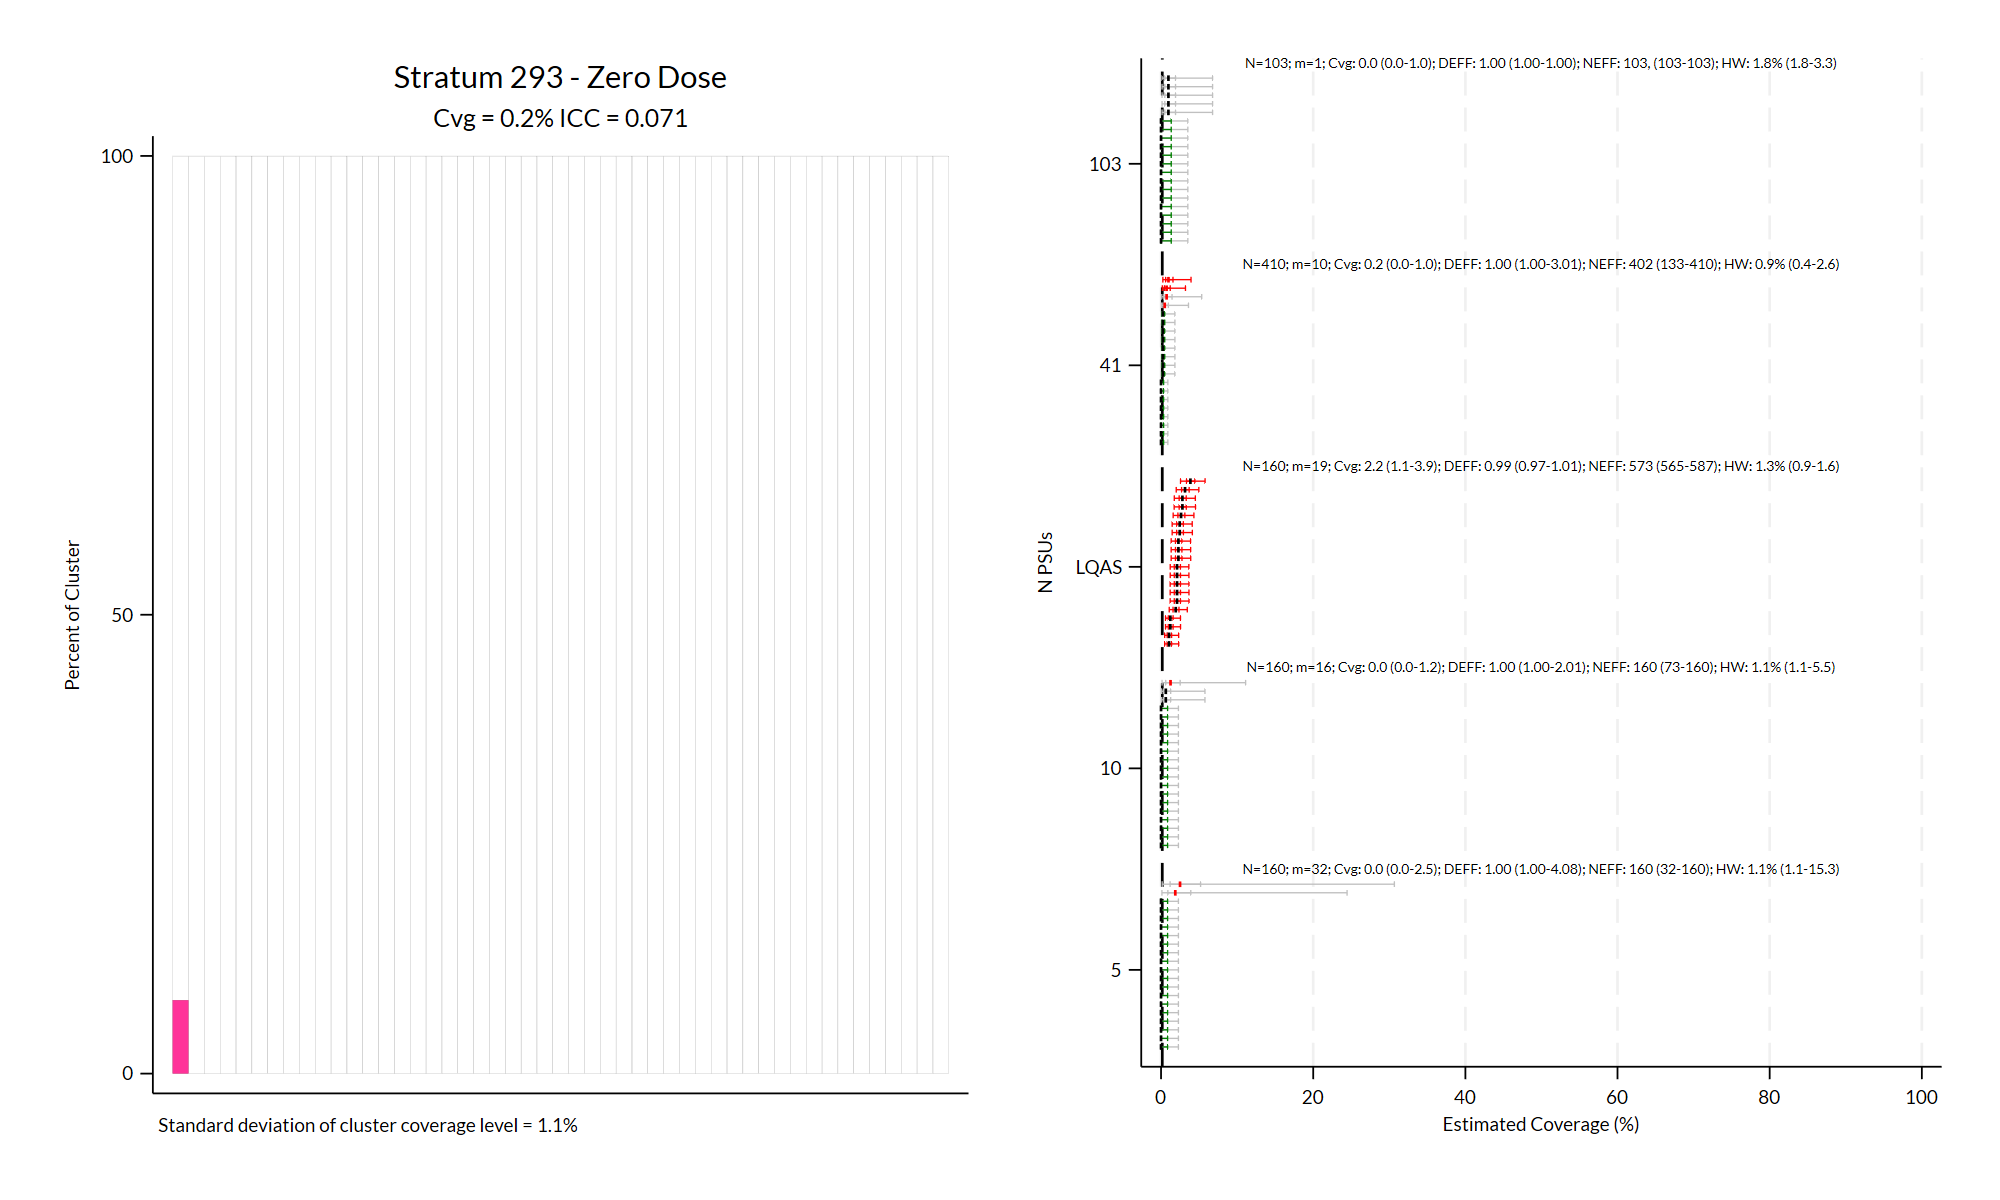 Stratum 293 - Zero Dose
Cvg = 0.2% ICC = 0.071
100
50
0
Percent of Cluster
Standard deviation of cluster coverage level = 1.1%
N=103; m=1; Cvg: 0.0 (0.0-1.0); DEFF: 1.00 (1.00-1.00); NEFF: 103, (103-103); HW: 1.8% (1.8-3.3)
103
N=410; m=10; Cvg: 0.2 (0.0-1.0); DEFF: 1.00 (1.00-3.01); NEFF: 402 (133-410); HW: 0.9% (0.4-2.6)
41
N=160; m=19; Cvg: 2.2 (1.1-3.9); DEFF: 0.99 (0.97-1.01); NEFF: 573 (565-587); HW: 1.3% (0.9-1.6)
N PSUs
LQAS
N=160; m=16; Cvg: 0.0 (0.0-1.2); DEFF: 1.00 (1.00-2.01); NEFF: 160 (73-160); HW: 1.1% (1.1-5.5)
10
N=160; m=32; Cvg: 0.0 (0.0-2.5); DEFF: 1.00 (1.00-4.08); NEFF: 160 (32-160); HW: 1.1% (1.1-15.3)
5
0 20 40 60 80 100
Estimated Coverage (%)